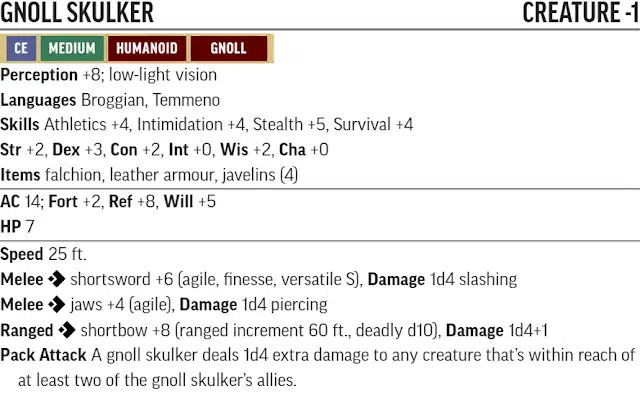 GNOLL SKULKER CREATURE -1
CE MEDIUM HUMANOID GNOLL
Perception +8; low-light vision
Languages Broggian, Temmeno
Skills Athletics +4, Intimidation +4, Stealth +5, Survival +4
Str +2, Dex +3, Con +2, Int +0, Wis +2, Cha +0
Items falchion, leather armour, javelins (4)
AC 14; Fort +2, Ref +8, Will +5
HP 7
Speed 25 ft.
Melee shortsword +6 (agile, finesse, versatile S), Damage 1d4 slashing
Melee jaws +4 (agile), Damage 1d4 piercing
Ranged shortbow +8 (ranged increment 60 ft., deadly d10), Damage 1d4+1
Pack Attack A gnoll skulker deals 1d4 extra damage to any creature that's within reach of
at least two of the gnoll skulker's allies.